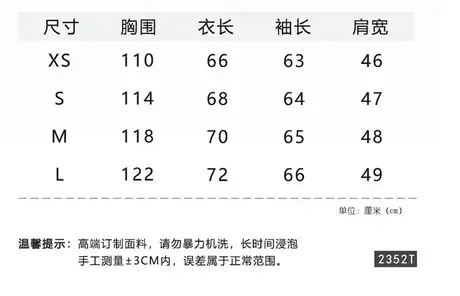 尺寸 胸围 衣长 袖长 肩宽
XS 110 66 63 46
S 114 68 64 47
M 118 70 65 48
L 122 72 66 49
单位：厘米（cm）
温馨提示：高端订制面料，请勿暴力机洗，长时间浸泡
手工测量±3CM内，误差属于正常范围。
2352T